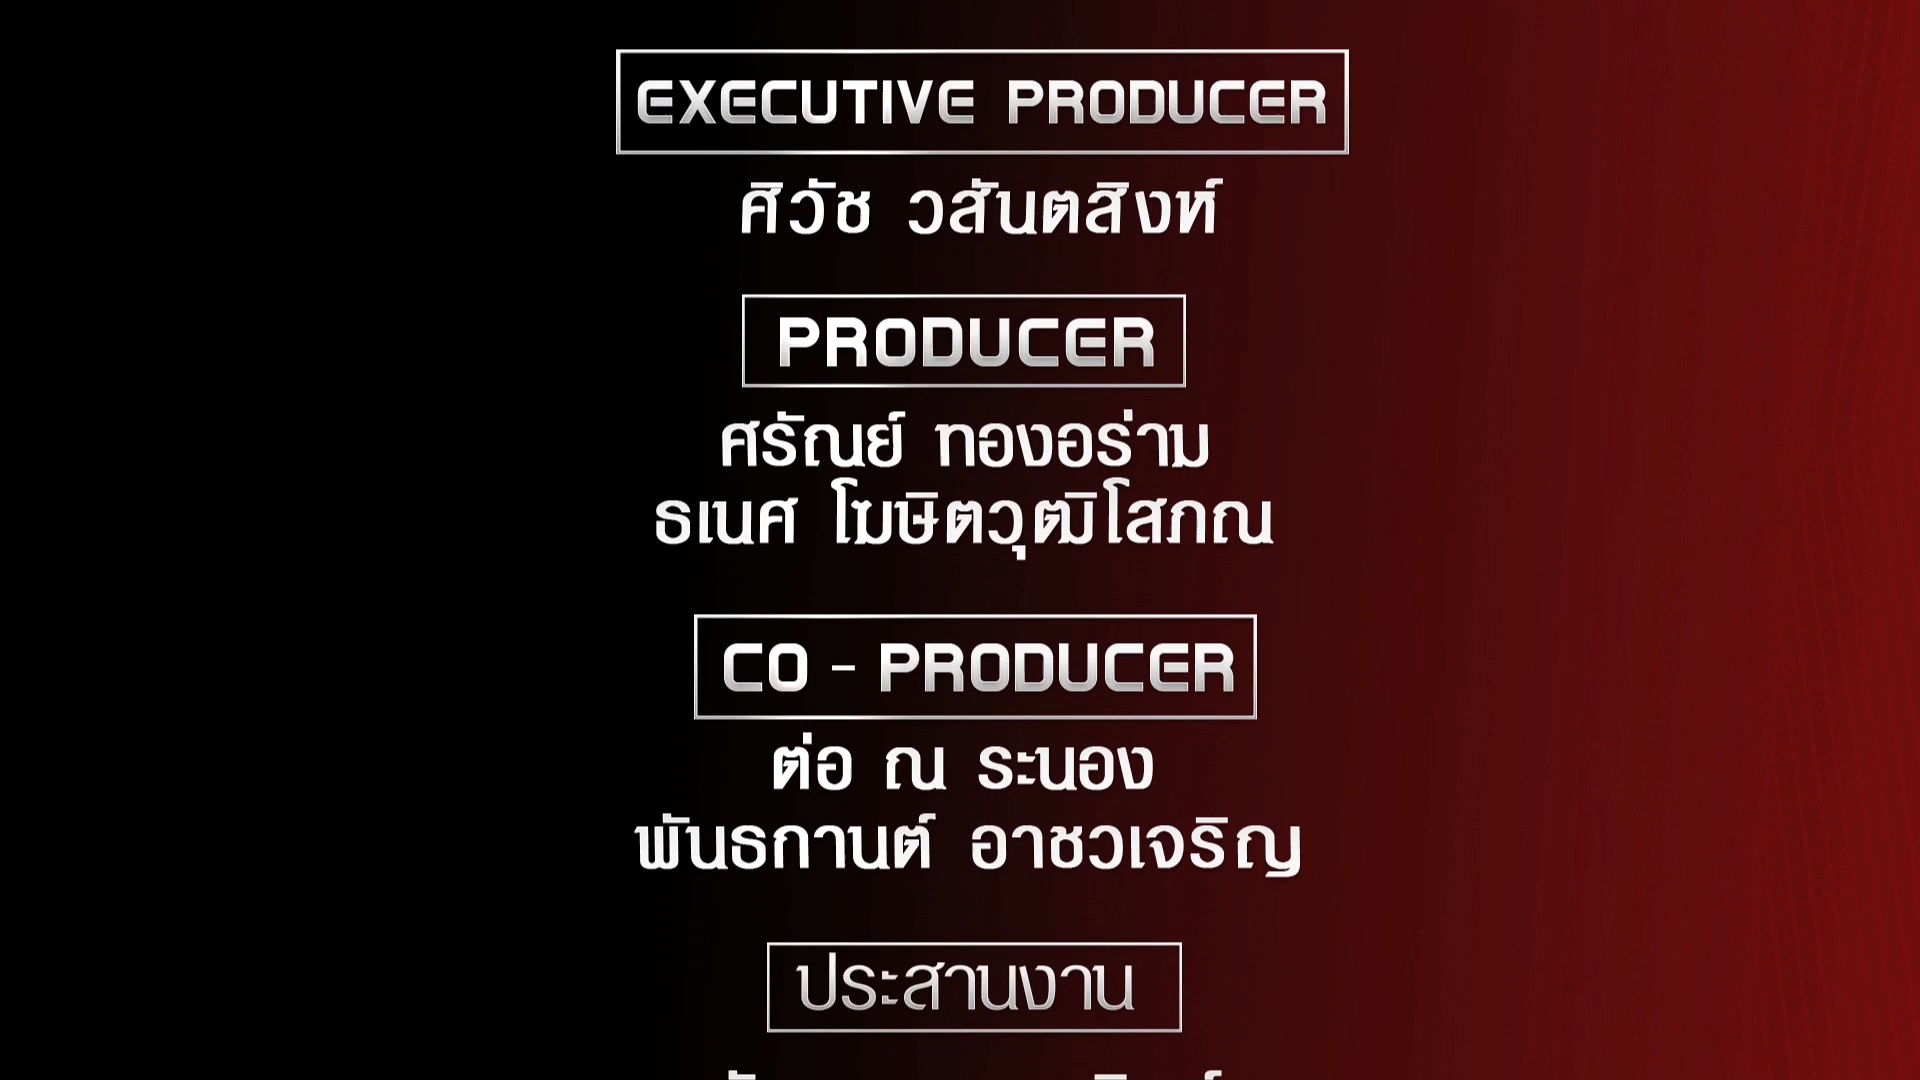 EXECUTIVE PRODUCER
ศิวัช วสันตสิงห์
PRODUCER
ศรัณย์ ทองอร่าม
ธเนศ โฆษิตวุฒิโสภณ
CO - PRODUCER
ต่อ ณ ระนอง
พันธกานต์ อาชวเจริญ
ประสานงาน